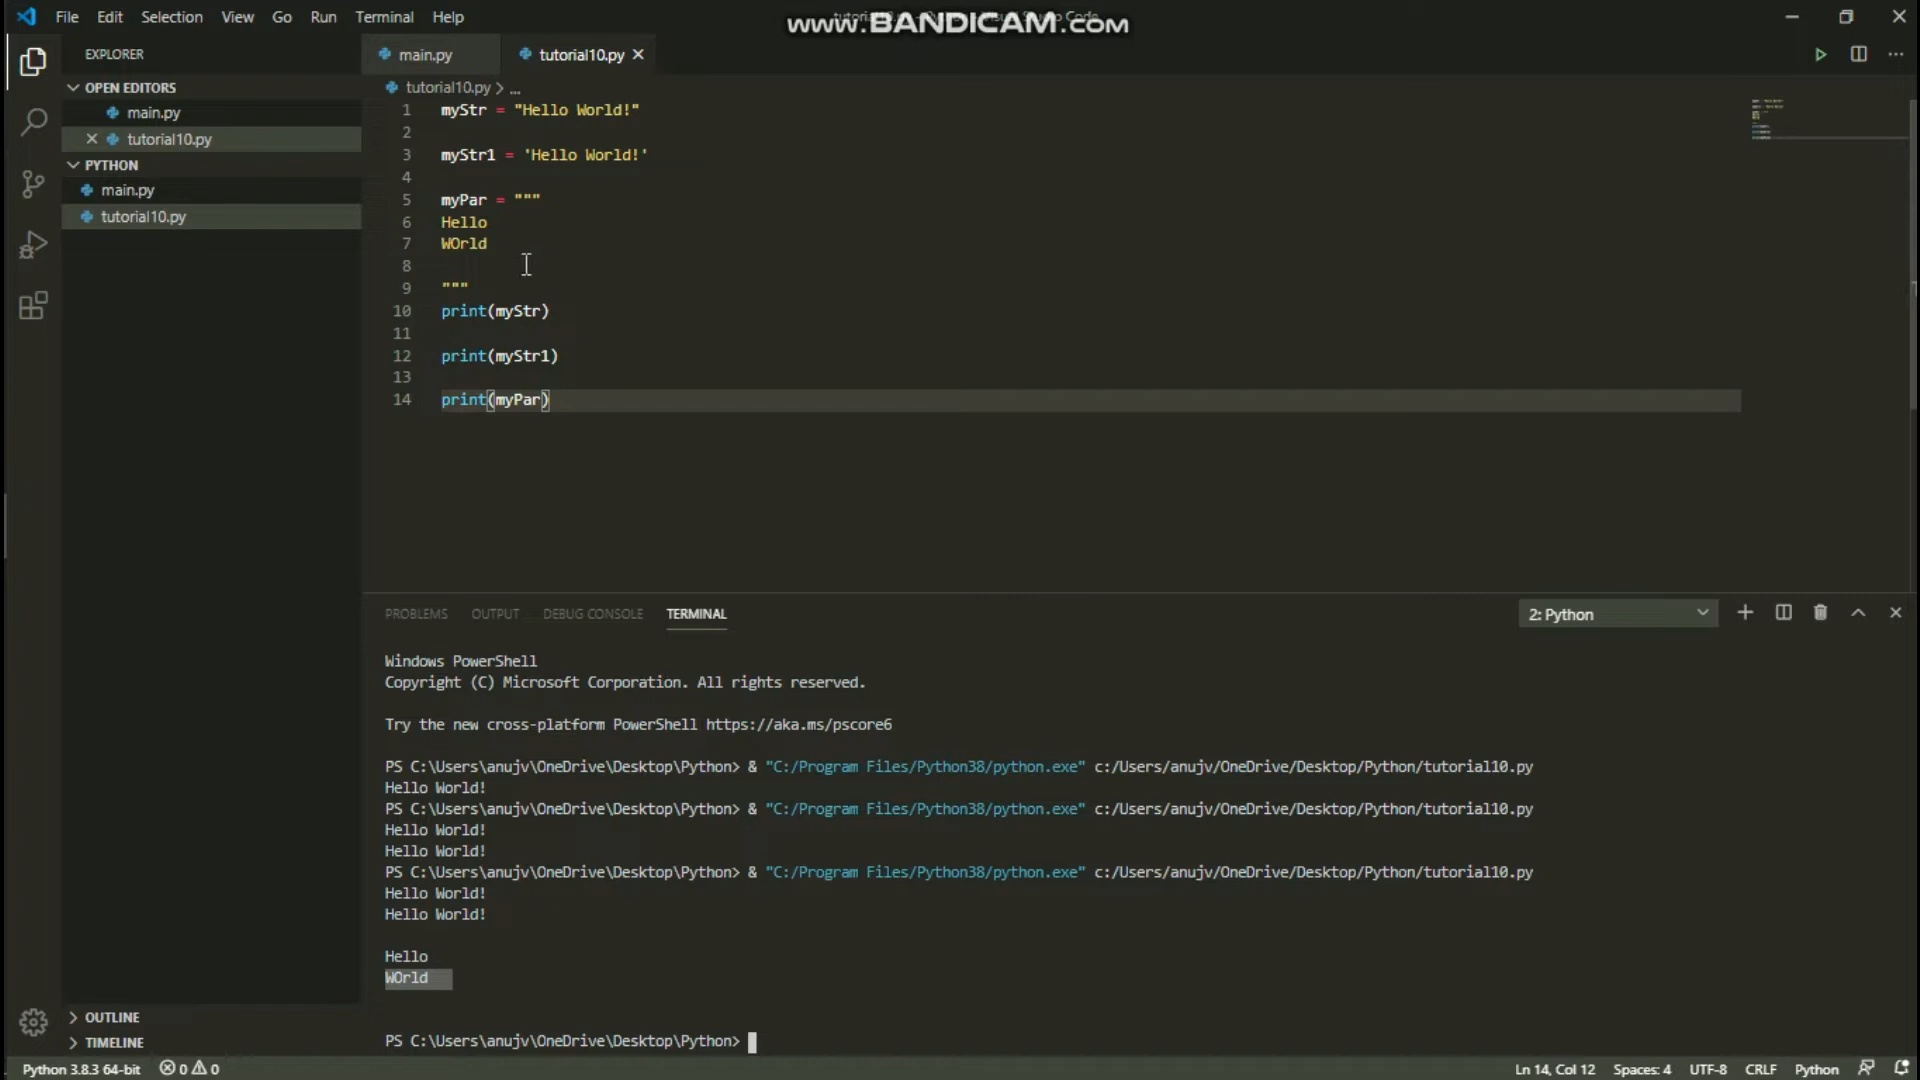 File Edit Selection View Go Run Terminal Help
www.BANDICAM.com
EXPLORER
OPEN EDITORS
main.py
tutorial10.py
PYTHON
main.py
tutorial10.py
OUTLINE
TIMELINE
main.py
tutorial10.py
tutorial10.py > ...
1 myStr = "Hello World!"
2
3 myStr1 = 'Hello World!'
4
5 myPar = """
6 Hello
7 WOrld
8
9 """
10 print(myStr)
11
12 print(myStr1)
13
14 print(myPar)
PROBLEMS OUTPUT DEBUG CONSOLE TERMINAL
2: Python
Windows PowerShell
Copyright (C) Microsoft Corporation. All rights reserved.
Try the new cross-platform PowerShell https://aka.ms/pscore6
PS C:\Users\anujv\OneDrive\Desktop\Python> & "C:/Program Files/Python38/python.exe" c:/Users/anujv/OneDrive/Desktop/Python/tutorial10.py
Hello World!
PS C:\Users\anujv\OneDrive\Desktop\Python> & "C:/Program Files/Python38/python.exe" c:/Users/anujv/OneDrive/Desktop/Python/tutorial10.py
Hello World!
Hello World!
PS C:\Users\anujv\OneDrive\Desktop\Python> & "C:/Program Files/Python38/python.exe" c:/Users/anujv/OneDrive/Desktop/Python/tutorial10.py
Hello World!
Hello World!
Hello
WOrld
PS C:\Users\anujv\OneDrive\Desktop\Python>
Python 3.8.3 64-bit 0 0
Ln 14, Col 12 Spaces: 4 UTF-8 CRLF Python